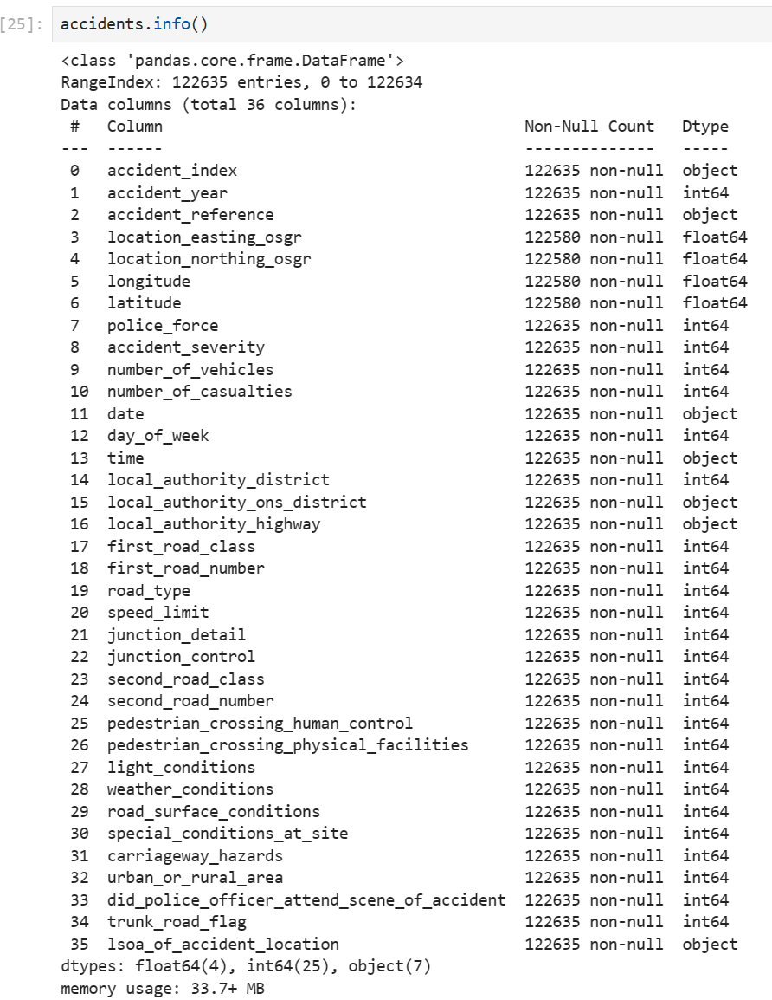 [25]: accidents.info()
<class 'pandas.core.frame.DataFrame'>
RangeIndex: 122635 entries, 0 to 122634
Data columns (total 36 columns):
 #   Column                                       Non-Null Count   Dtype
---  ------                                       --------------   -----
 0   accident_index                               122635 non-null  object
 1   accident_year                                122635 non-null  int64
 2   accident_reference                           122635 non-null  object
 3   location_easting_osgr                        122580 non-null  float64
 4   location_northing_osgr                       122580 non-null  float64
 5   longitude                                    122580 non-null  float64
 6   latitude                                     122580 non-null  float64
 7   police_force                                 122635 non-null  int64
 8   accident_severity                            122635 non-null  int64
 9   number_of_vehicles                           122635 non-null  int64
 10  number_of_casualties                         122635 non-null  int64
 11  date                                         122635 non-null  object
 12  day_of_week                                  122635 non-null  int64
 13  time                                         122635 non-null  object
 14  local_authority_district                     122635 non-null  int64
 15  local_authority_ons_district                 122635 non-null  object
 16  local_authority_highway                      122635 non-null  object
 17  first_road_class                             122635 non-null  int64
 18  first_road_number                            122635 non-null  int64
 19  road_type                                    122635 non-null  int64
 20  speed_limit                                  122635 non-null  int64
 21  junction_detail                              122635 non-null  int64
 22  junction_control                             122635 non-null  int64
 23  second_road_class                            122635 non-null  int64
 24  second_road_number                           122635 non-null  int64
 25  pedestrian_crossing_human_control            122635 non-null  int64
 26  pedestrian_crossing_physical_facilities      122635 non-null  int64
 27  light_conditions                             122635 non-null  int64
 28  weather_conditions                           122635 non-null  int64
 29  road_surface_conditions                      122635 non-null  int64
 30  special_conditions_at_site                   122635 non-null  int64
 31  carriageway_hazards                          122635 non-null  int64
 32  urban_or_rural_area                          122635 non-null  int64
 33  did_police_officer_attend_scene_of_accident  122635 non-null  int64
 34  trunk_road_flag                              122635 non-null  int64
 35  lsoa_of_accident_location                    122635 non-null  object
dtypes: float64(4), int64(25), object(7)
memory usage: 33.7+ MB